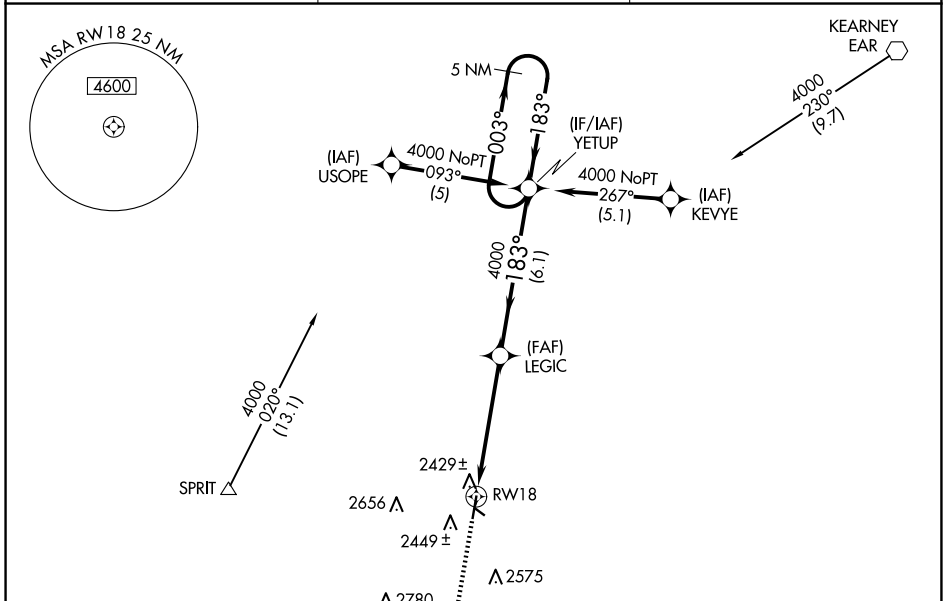 MSA RW18 25 NM
4600
KEARNEY
EAR
4000
230°
(9.7)
5 NM
003°
183°
(IF/IAF)
YETUP
(IAF)
USOPE
4000 NoPT
093°
(5)
4000 NoPT
267°
(5.1)
(IAF)
KEVYE
4000
183°
(6.1)
(FAF)
LEGIC
4000
020°
(13.1)
SPRIT
2429±
RW18
2656
2449±
2575
2780